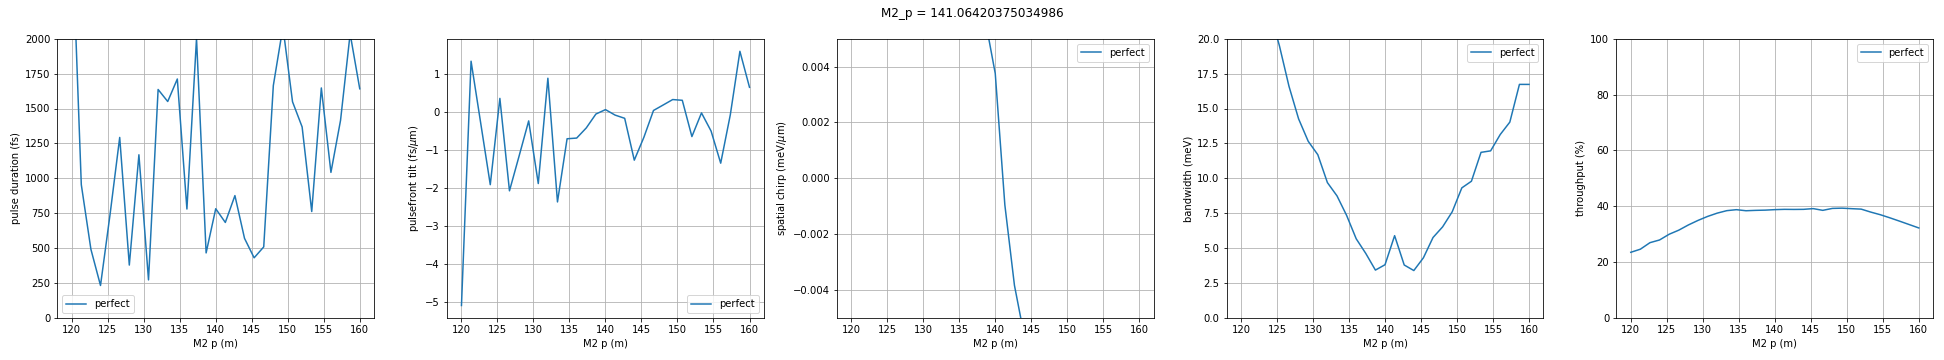 M2_p = 141.06420375034986
pulse duration (fs)
2000
1750
1500
1250
1000
750
500
250
0
perfect
120 125 130 135 140 145 150 155 160
M2 p (m)
pulsefront tilt (fs/μm)
1
0
−1
−2
−3
−4
−5
perfect
120 125 130 135 140 145 150 155 160
M2 p (m)
spatial chirp (meV/μm)
0.004
0.002
0.000
−0.002
−0.004
perfect
120 125 130 135 140 145 150 155 160
M2 p (m)
bandwidth (meV)
20.0
17.5
15.0
12.5
10.0
7.5
5.0
2.5
0.0
perfect
120 125 130 135 140 145 150 155 160
M2 p (m)
throughput (%)
100
80
60
40
20
0
perfect
120 125 130 135 140 145 150 155 160
M2 p (m)